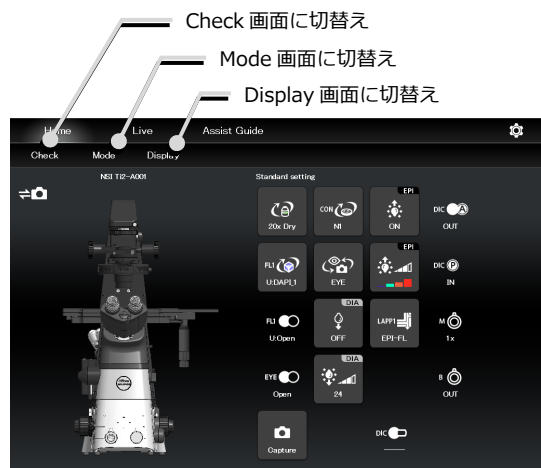 Check 画面に切替え
Mode 画面に切替え
Display 画面に切替え
Home Live Assist Guide
Check Mode Display
NSI Ti2-A001 Standard setting
20x Dry
CON
N1
EPI
ON
DIC A
OUT
FL1
U:DAPI_1
EYE
EPI
DIC P
IN
FL1
U:Open
DIA
OFF
LAPP1
EPI-FL
M
1x
EYE
Open
DIA
24
B
OUT
Capture
DIC